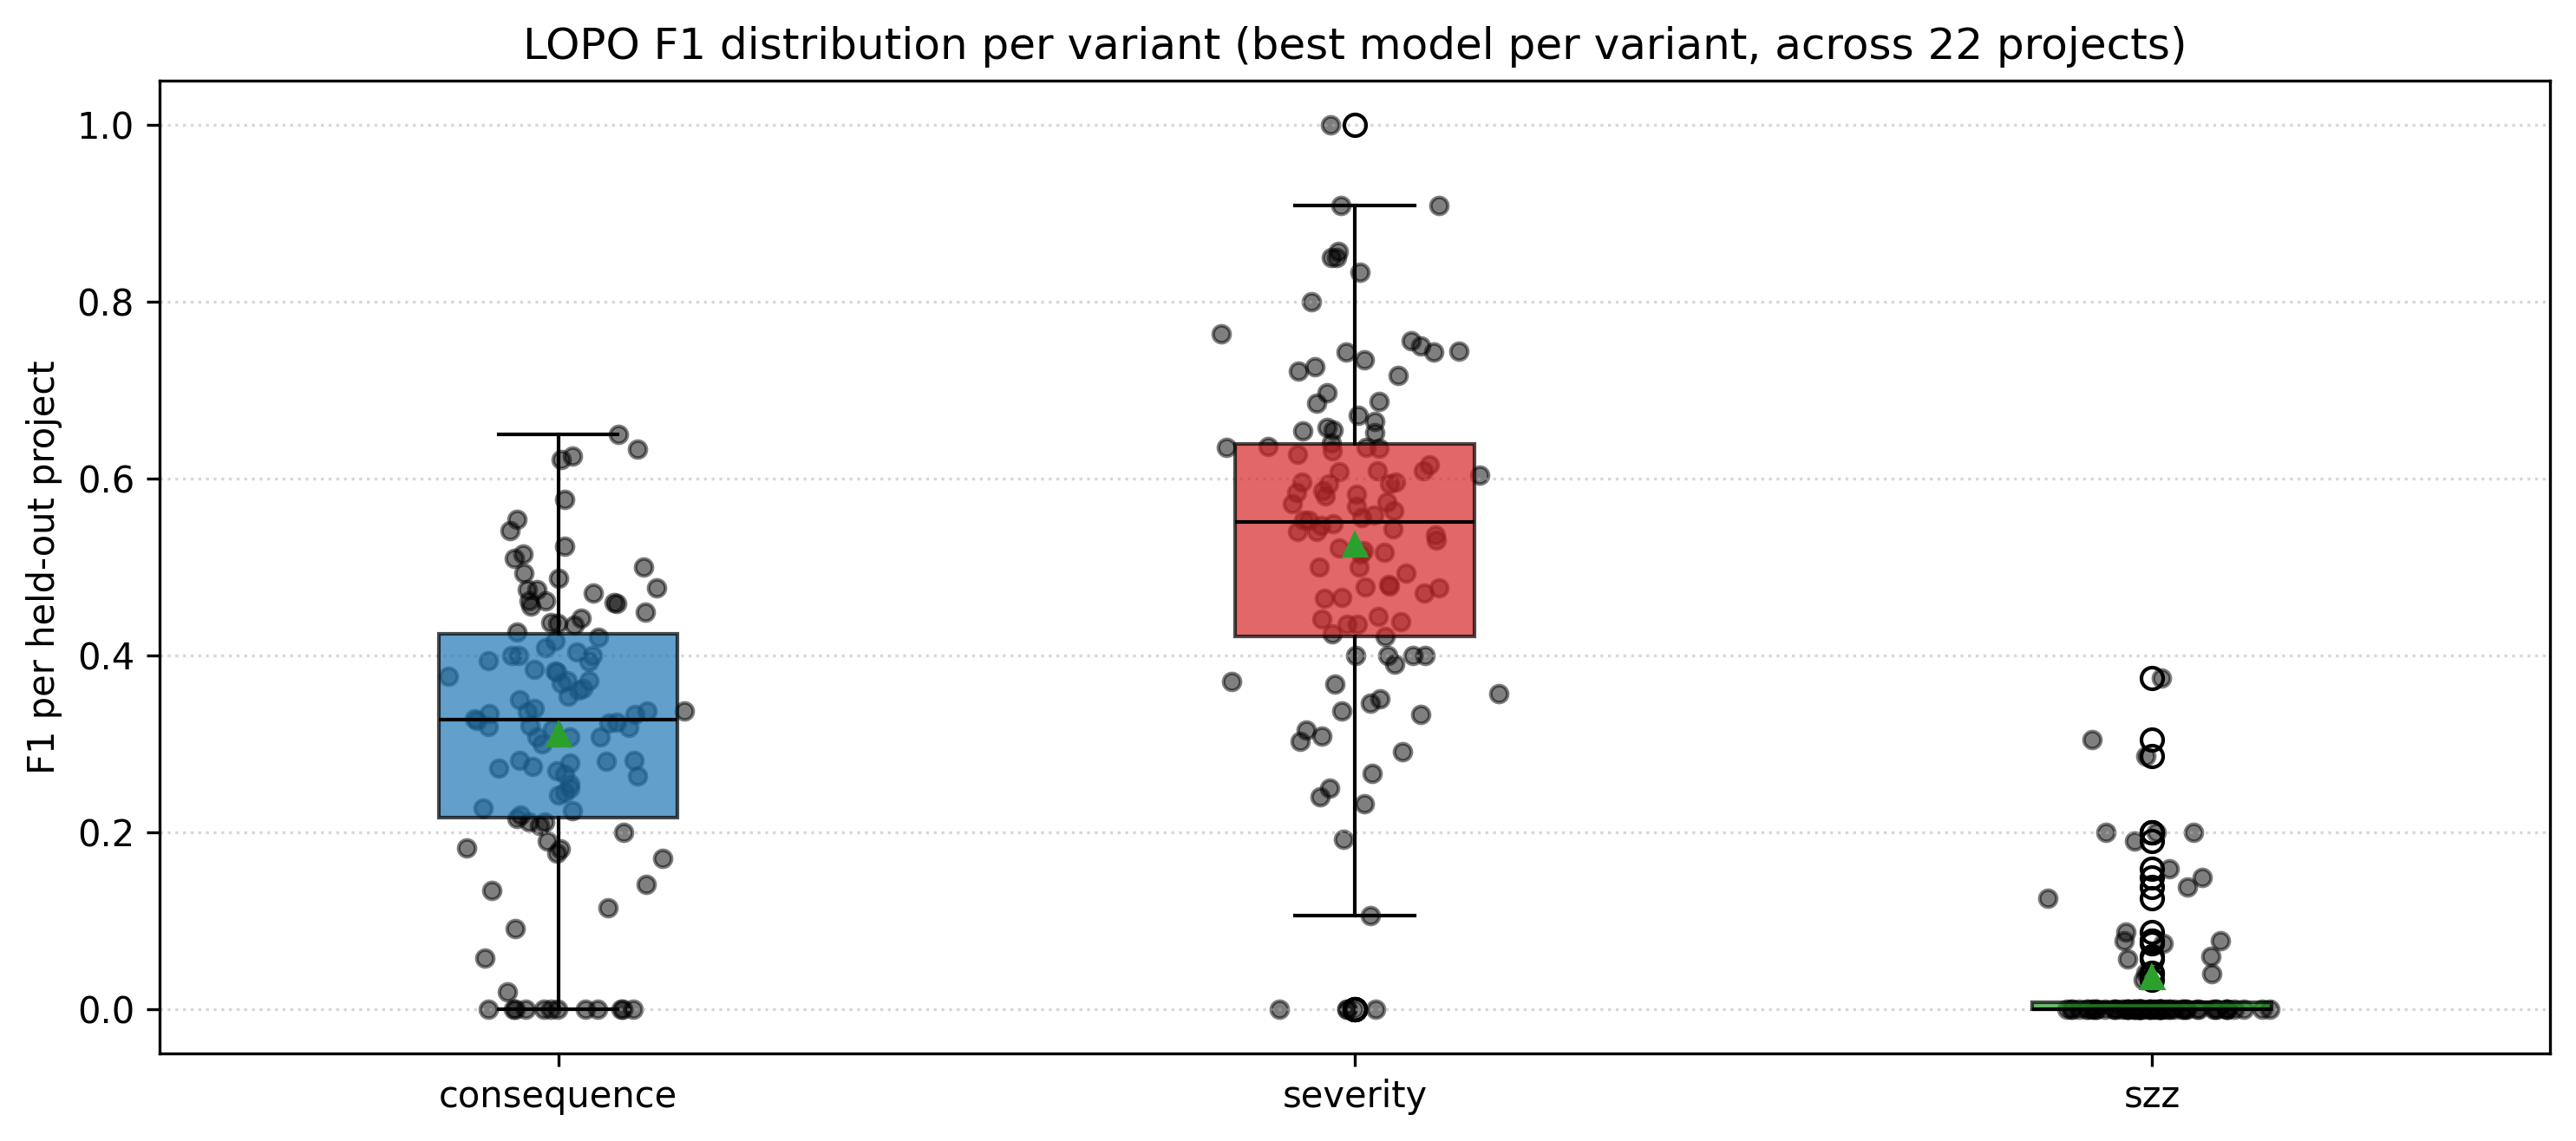 LOPO F1 distribution per variant (best model per variant, across 22 projects)
F1 per held-out project
1.0
0.8
0.6
0.4
0.2
0.0
consequence
severity
szz